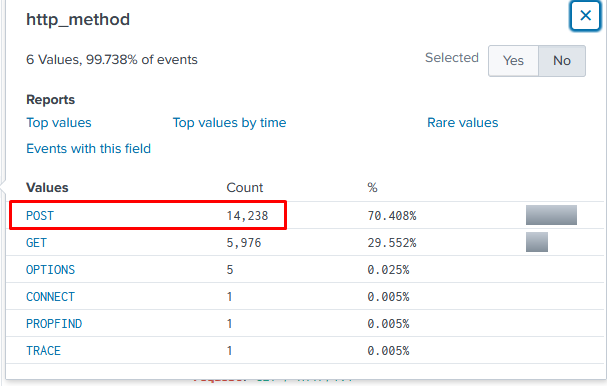 http_method
6 Values, 99.738% of events
Selected Yes No
Reports
Top values Top values by time Rare values
Events with this field
Values Count %
POST 14,238 70.408%
GET 5,976 29.552%
OPTIONS 5 0.025%
CONNECT 1 0.005%
PROPFIND 1 0.005%
TRACE 1 0.005%